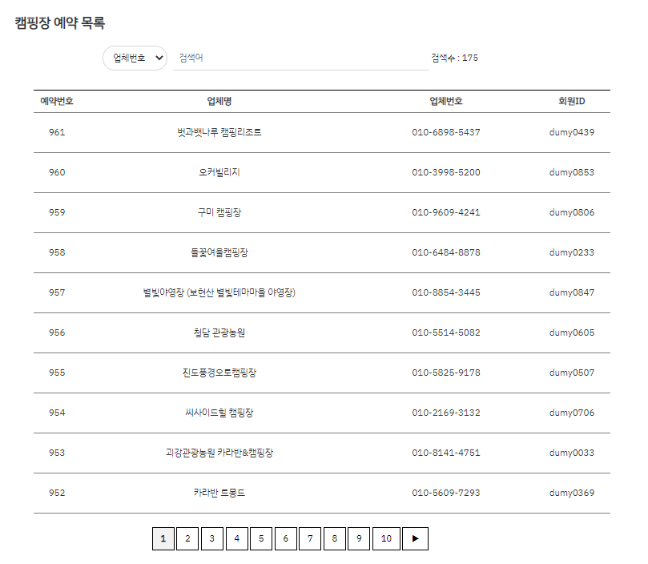 캠핑장 예약 목록
업체번호 검색어 검색수 : 175
예약번호 업체명 업체번호 회원ID
961 벗과뱃나루 캠핑리조트 010-6898-5437 dumy0439
960 오커빌리지 010-3998-5200 dumy0853
959 구미 캠핑장 010-9609-4241 dumy0806
958 들꽃여울캠핑장 010-6484-8878 dumy0233
957 별빛야영장 (보현산 별빛테마마을 야영장) 010-8854-3445 dumy0847
956 청담 관광농원 010-5514-5082 dumy0605
955 진도풍경오토캠핑장 010-5825-9178 dumy0507
954 씨사이드힐 캠핑장 010-2169-3132 dumy0706
953 괴강관광농원 카라반&캠핑장 010-8141-4751 dumy0033
952 카라반 트몽드 010-5609-7293 dumy0369
1 2 3 4 5 6 7 8 9 10 ▶